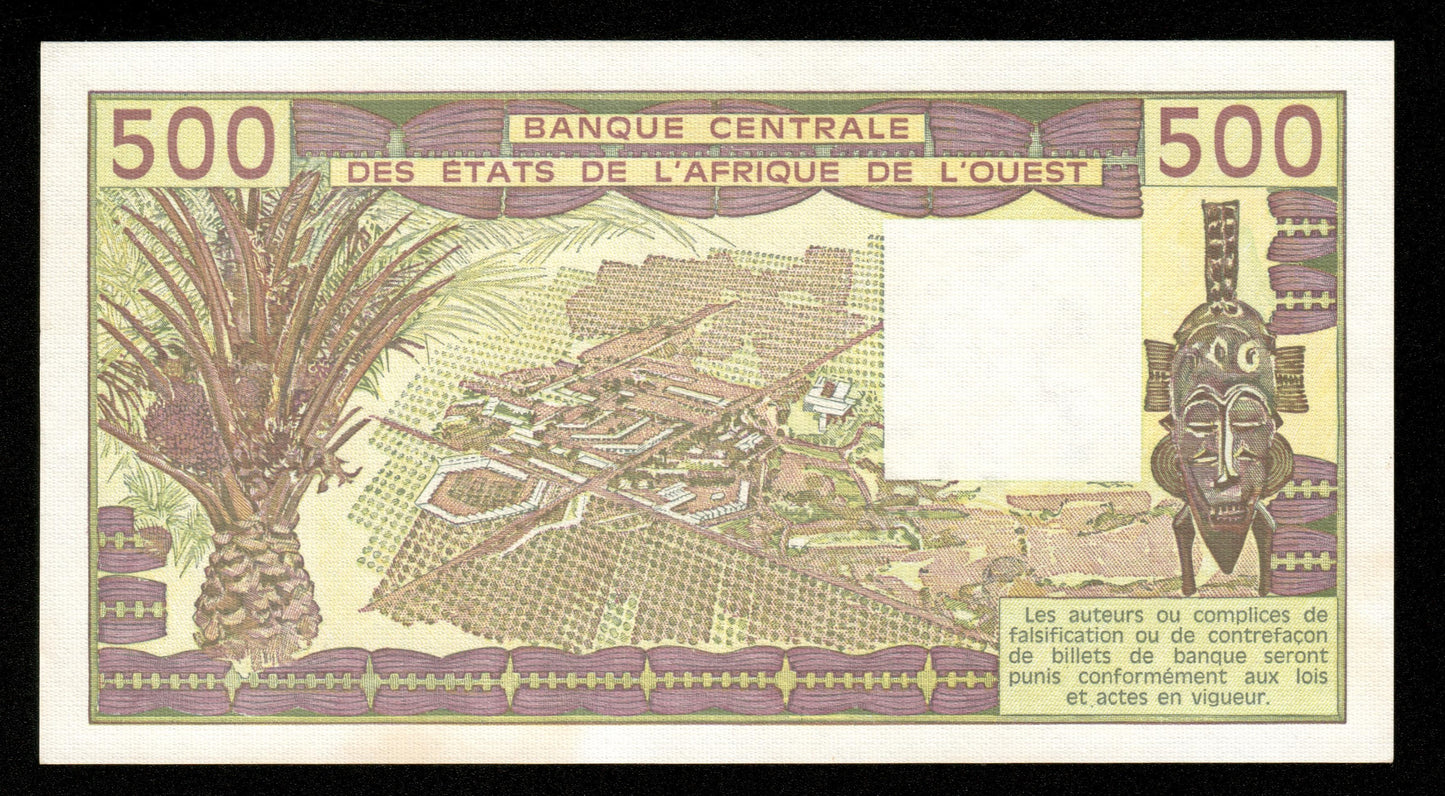 500
BANQUE CENTRALE
500
DES ÉTATS DE L'AFRIQUE DE L'OUEST
Les auteurs ou complices de
falsification ou de contrefaçon
de billets de banque seront
punis conformément aux lois
et actes en vigueur.